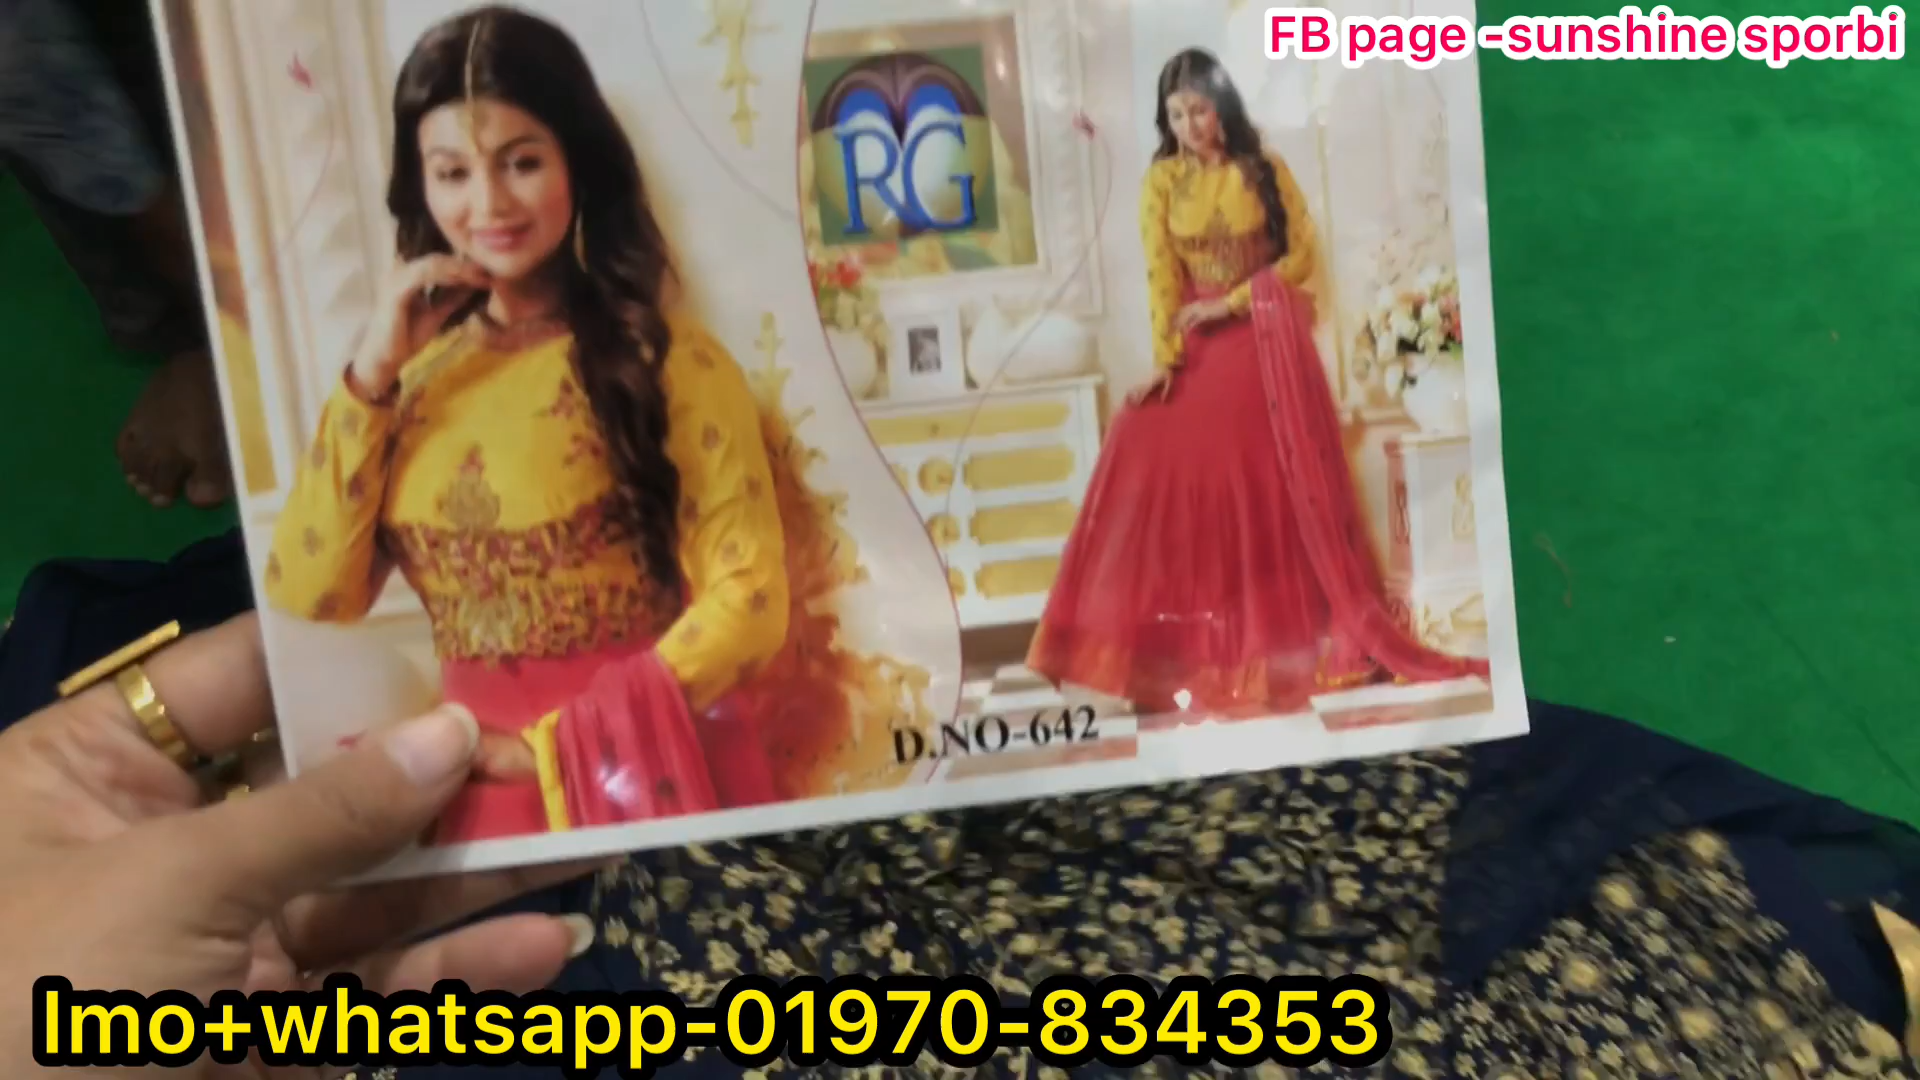 FB page -sunshine sporbi
RG
D.NO-642
Imo+whatsapp-01970-834353